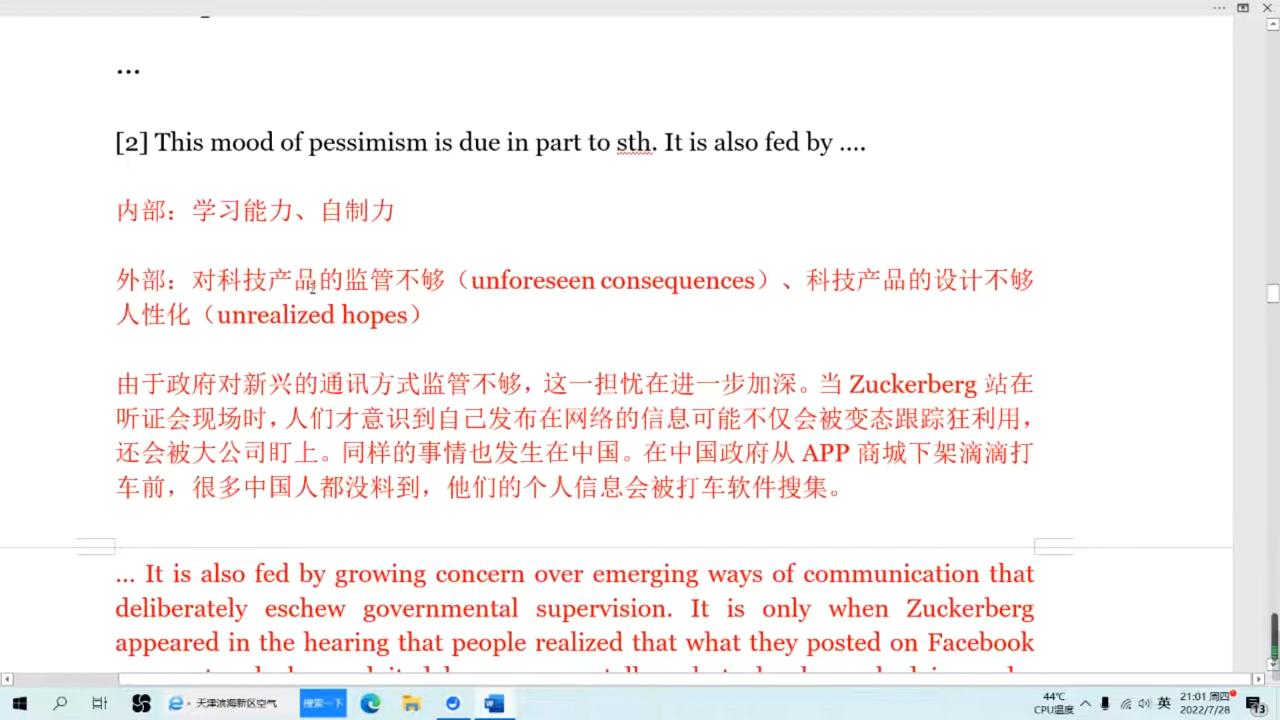 ...
[2] This mood of pessimism is due in part to sth. It is also fed by ....
内部：学习能力、自制力
外部：对科技产品的监管不够（unforeseen consequences）、科技产品的设计不够
人性化（unrealized hopes）
由于政府对新兴的通讯方式监管不够，这一担忧在进一步加深。当 Zuckerberg 站在
听证会现场时，人们才意识到自己发布在网络的信息可能不仅会被变态跟踪狂利用，
还会被大公司盯上。同样的事情也发生在中国。在中国政府从 APP 商城下架滴滴打
车前，很多中国人都没料到，他们的个人信息会被打车软件搜集。
... It is also fed by growing concern over emerging ways of communication that
deliberately eschew governmental supervision. It is only when Zuckerberg
appeared in the hearing that people realized that what they posted on Facebook
天津滨海新区空气
搜索一下
44℃
CPU温度
英
21:01 周四
2022/7/28
13